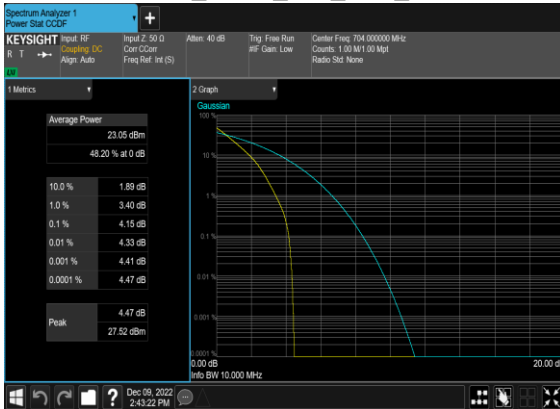 Spectrum Analyzer 1
Power Stat CCDF
+
KEYSIGHT
R T
LXI
Input: RF
Coupling: DC
Align: Auto
Input Z: 50 Ω
Corr CCorr
Freq Ref: Int (S)
Atten: 40 dB
Trig: Free Run
#IF Gain: Low
Center Freq: 704.000000 MHz
Counts: 1.00 M/1.00 Mpt
Radio Std: None
1 Metrics
Average Power
23.05 dBm
48.20 % at 0 dB
10.0 % 1.89 dB
1.0 % 3.40 dB
0.1 % 4.15 dB
0.01 % 4.33 dB
0.001 % 4.41 dB
0.0001 % 4.47 dB
Peak
4.47 dB
27.52 dBm
2 Graph
Gaussian
100 %
10 %
1 %
0.1 %
0.01 %
0.001 %
0.0001 %
0.00 dB
20.00 d
Info BW 10.000 MHz
?
Dec 09, 2022
2:43:22 PM